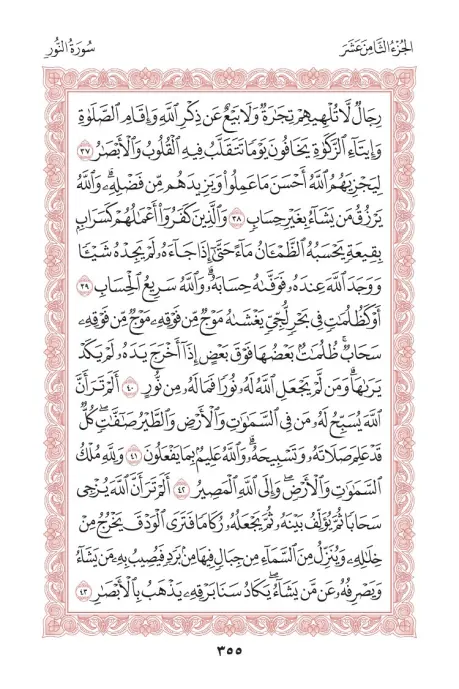 الجزء الثامن عشر
سورة النور
رِجَالٌ لَّا تُلْهِيهِمْ تِجَٰرَةٌ وَلَا بَيْعٌ عَن ذِكْرِ ٱللَّهِ وَإِقَامِ ٱلصَّلَوٰةِ
وَإِيتَآءِ ٱلزَّكَوٰةِ يَخَافُونَ يَوْمًا تَتَقَلَّبُ فِيهِ ٱلْقُلُوبُ وَٱلْأَبْصَٰرُ ٣٧
لِيَجْزِيَهُمُ ٱللَّهُ أَحْسَنَ مَا عَمِلُوا۟ وَيَزِيدَهُم مِّن فَضْلِهِۦ ۗ وَٱللَّهُ
يَرْزُقُ مَن يَشَآءُ بِغَيْرِ حِسَابٍ ٣٨ وَٱلَّذِينَ كَفَرُوٓا۟ أَعْمَٰلُهُمْ كَسَرَابٍۭ
بِقِيعَةٍ يَحْسَبُهُ ٱلظَّمْـَٔانُ مَآءً حَتَّىٰٓ إِذَا جَآءَهُۥ لَمْ يَجِدْهُ شَيْـًٔا
وَوَجَدَ ٱللَّهَ عِندَهُۥ فَوَفَّىٰهُ حِسَابَهُۥ ۗ وَٱللَّهُ سَرِيعُ ٱلْحِسَابِ ٣٩
أَوْ كَظُلُمَٰتٍ فِى بَحْرٍ لُّجِّىٍّ يَغْشَىٰهُ مَوْجٌ مِّن فَوْقِهِۦ مَوْجٌ مِّن فَوْقِهِۦ
سَحَابٌ ۚ ظُلُمَٰتٌۢ بَعْضُهَا فَوْقَ بَعْضٍ إِذَآ أَخْرَجَ يَدَهُۥ لَمْ يَكَدْ
يَرَىٰهَا ۗ وَمَن لَّمْ يَجْعَلِ ٱللَّهُ لَهُۥ نُورًا فَمَا لَهُۥ مِن نُّورٍ ٤٠ أَلَمْ تَرَ أَنَّ
ٱللَّهَ يُسَبِّحُ لَهُۥ مَن فِى ٱلسَّمَٰوَٰتِ وَٱلْأَرْضِ وَٱلطَّيْرُ صَٰٓفَّٰتٍ ۖ كُلٌّ
قَدْ عَلِمَ صَلَاتَهُۥ وَتَسْبِيحَهُۥ ۗ وَٱللَّهُ عَلِيمٌۢ بِمَا يَفْعَلُونَ ٤١ وَلِلَّهِ مُلْكُ
ٱلسَّمَٰوَٰتِ وَٱلْأَرْضِ ۖ وَإِلَى ٱللَّهِ ٱلْمَصِيرُ ٤٢ أَلَمْ تَرَ أَنَّ ٱللَّهَ يُزْجِى
سَحَابًا ثُمَّ يُؤَلِّفُ بَيْنَهُۥ ثُمَّ يَجْعَلُهُۥ رُكَامًا فَتَرَى ٱلْوَدْقَ يَخْرُجُ مِنْ
خِلَٰلِهِۦ وَيُنَزِّلُ مِنَ ٱلسَّمَآءِ مِن جِبَالٍ فِيهَا مِنۢ بَرَدٍ فَيُصِيبُ بِهِۦ مَن يَشَآءُ
وَيَصْرِفُهُۥ عَن مَّن يَشَآءُ ۖ يَكَادُ سَنَا بَرْقِهِۦ يَذْهَبُ بِٱلْأَبْصَٰرِ ٤٣
٣٥٥